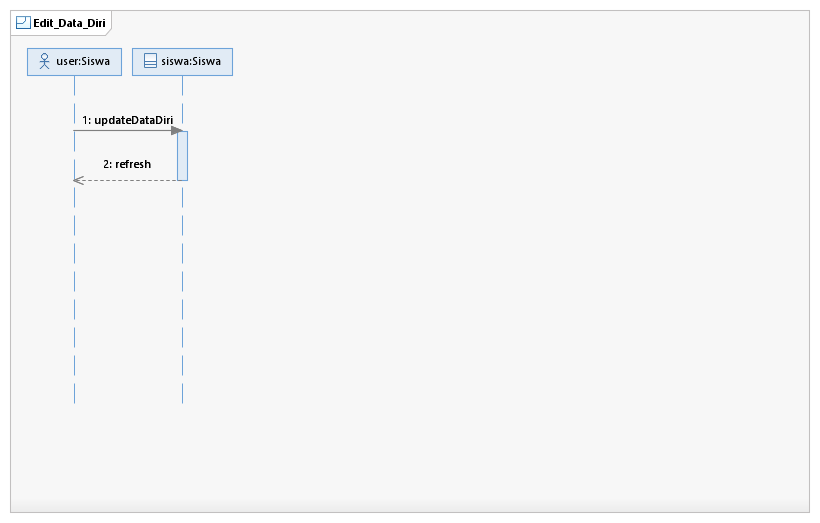 Edit_Data_Diri
user:Siswa
siswa:Siswa
1: updateDataDiri
2: refresh